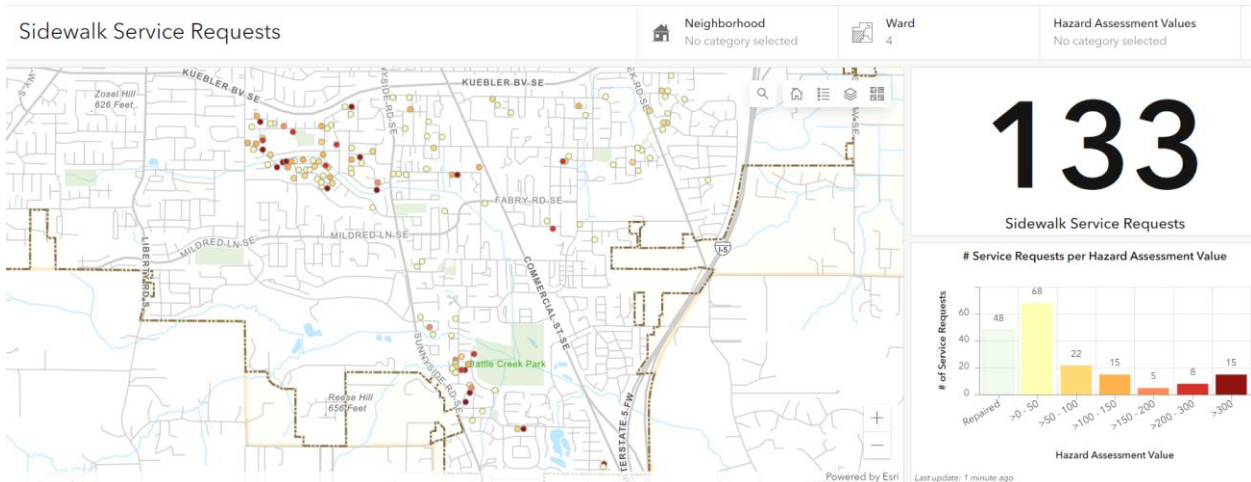 Sidewalk Service Requests
Neighborhood
No category selected
Ward
4
Hazard Assessment Values
No category selected
Zosel Hill
626 Feet
KUEBLER BV SE
KUEBLER BV SE
FABRY RD SE
MILDRED LN SE
MILDRED LN SE
LIBERTY RD S
I-5
COMMERCIAL ST SE
SUNNYSIDE RD SE
Battle Creek Park
Reese Hill
656 Feet
INTERSTATE 5 FW
+
−
Powered by Esri
133
Sidewalk Service Requests
# Service Requests per Hazard Assessment Value
# of Service Requests
60
40
20
0
48
68
22
15
5
8
15
Repaired
>0 - 50
>50 - 100
>100 - 150
>150 - 200
>200 - 300
>300
Hazard Assessment Value
Last update: 1 minute ago